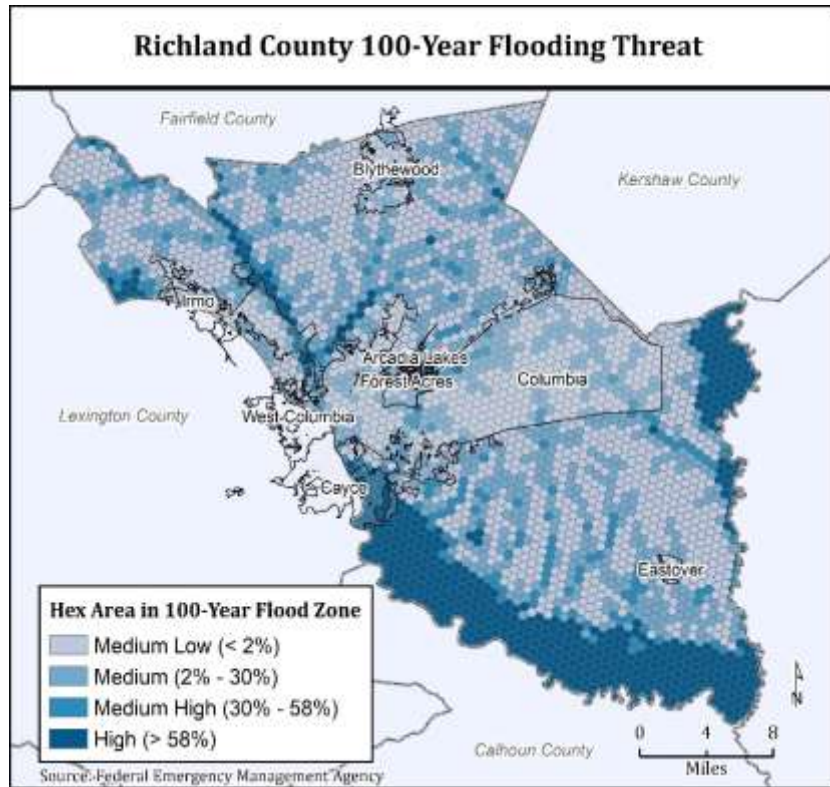 Richland County 100-Year Flooding Threat
Fairfield County
Blythewood
Kershaw County
Irmo
Arcadia Lakes
Forest Acres
Columbia
Lexington County
West Columbia
Cayce
Eastover
Hex Area in 100-Year Flood Zone
Medium Low (< 2%)
Medium (2% - 30%)
Medium High (30% - 58%)
High (> 58%)
N
0 4 8
Miles
Calhoun County
Source: Federal Emergency Management Agency